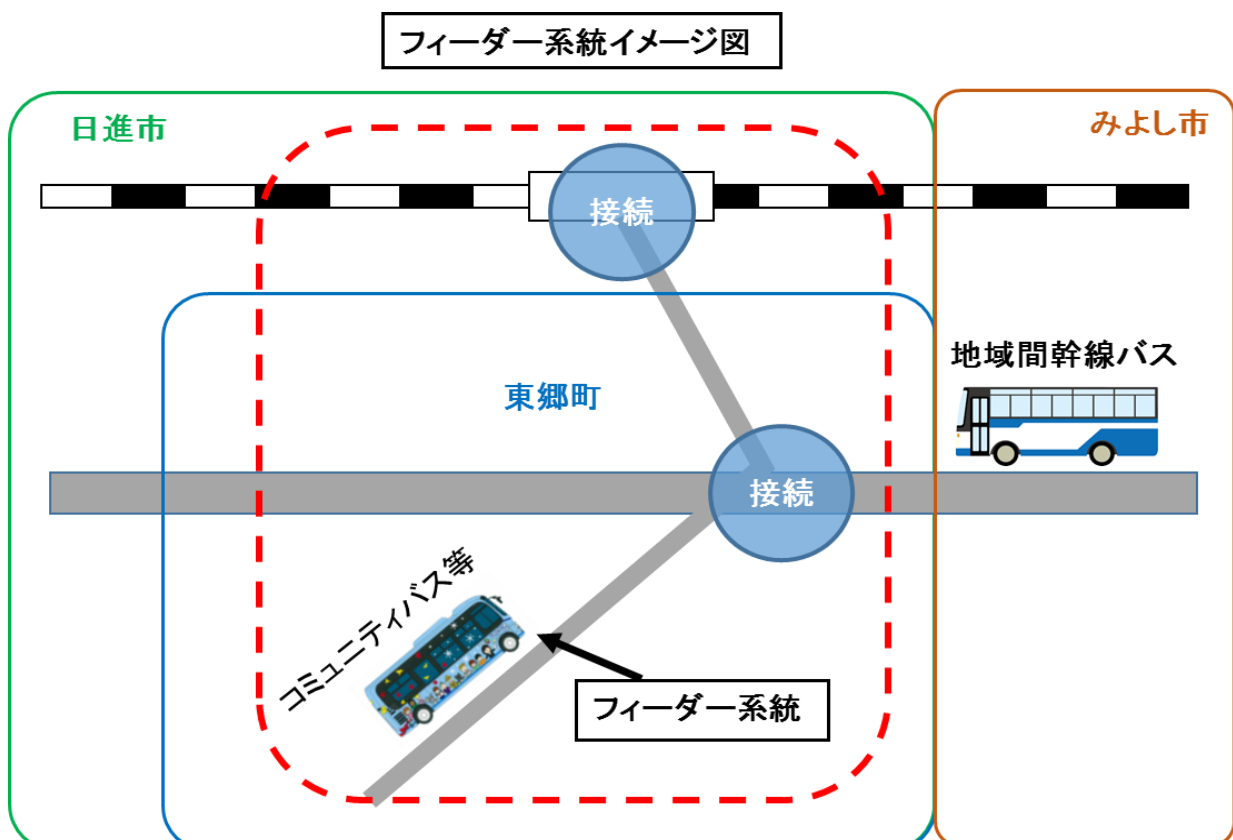 フィーダー系統イメージ図
日進市
みよし市
接続
地域間幹線バス
東郷町
接続
コミュニティバス等
フィーダー系統